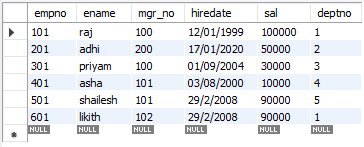 empno ename mgr_no hiredate sal deptno
101 raj 100 12/01/1999 100000 1
201 adhi 200 17/01/2020 50000 2
301 priyam 100 01/09/2004 30000 3
401 asha 101 03/08/2000 10000 4
501 shailesh 101 29/2/2008 90000 5
601 likith 102 29/2/2008 90000 1
NULL NULL NULL NULL NULL NULL